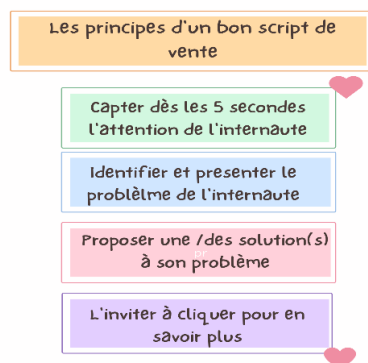 Les principes d'un bon script de
vente
Capter dès les 5 secondes
l'attention de l'internaute
Identifier et presenter le
problèlme de l'internaute
Proposer une /des solution(s)
à son problème
L'inviter à cliquer pour en
savoir plus